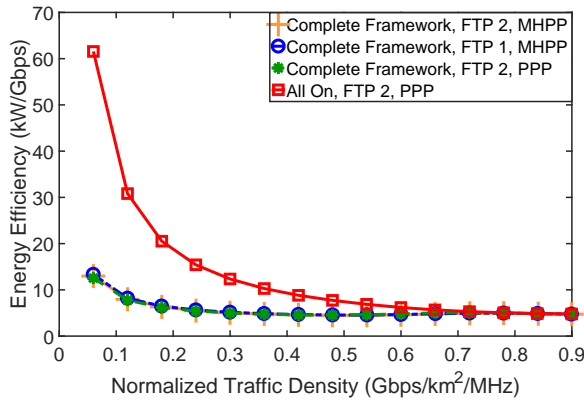 Complete Framework, FTP 2, MHPP
Complete Framework, FTP 1, MHPP
Complete Framework, FTP 2, PPP
All On, FTP 2, PPP
Energy Efficiency (kW/Gbps)
70
60
50
40
30
20
10
0
0 0.1 0.2 0.3 0.4 0.5 0.6 0.7 0.8 0.9
Normalized Traffic Density (Gbps/km²/MHz)